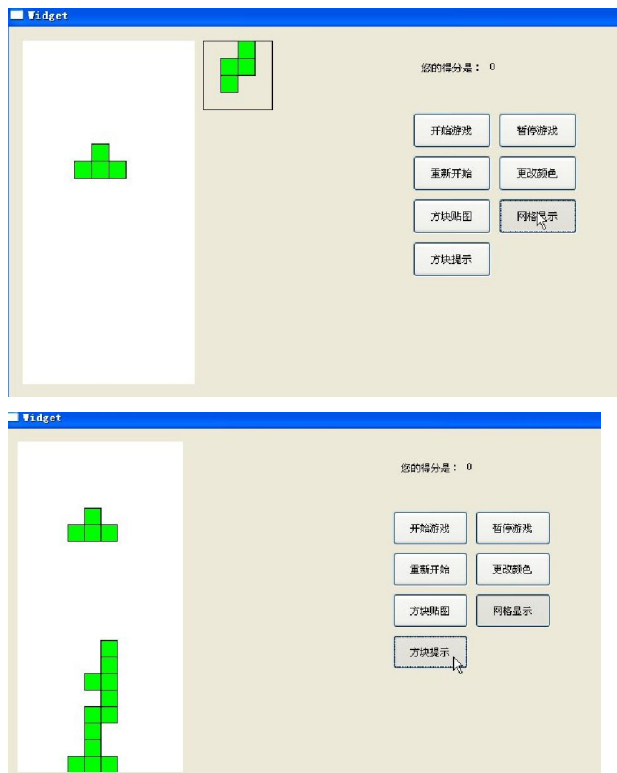 Widget
您的得分是： 0
开始游戏 暂停游戏
重新开始 更改颜色
方块贴图 网格显示
方块提示
Widget
您的得分是： 0
开始游戏 暂停游戏
重新开始 更改颜色
方块贴图 网格显示
方块提示